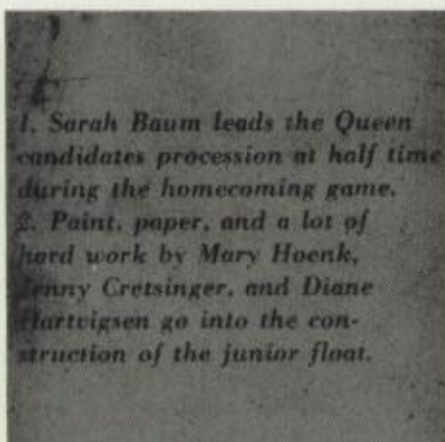 1. Sarah Baum leads the Queen
candidates procession at half time
during the homecoming game.
2. Paint, paper, and a lot of
hard work by Mary Hoenk,
Jenny Cretsinger, and Diane
Hartvigsen go into the con-
struction of the junior float.